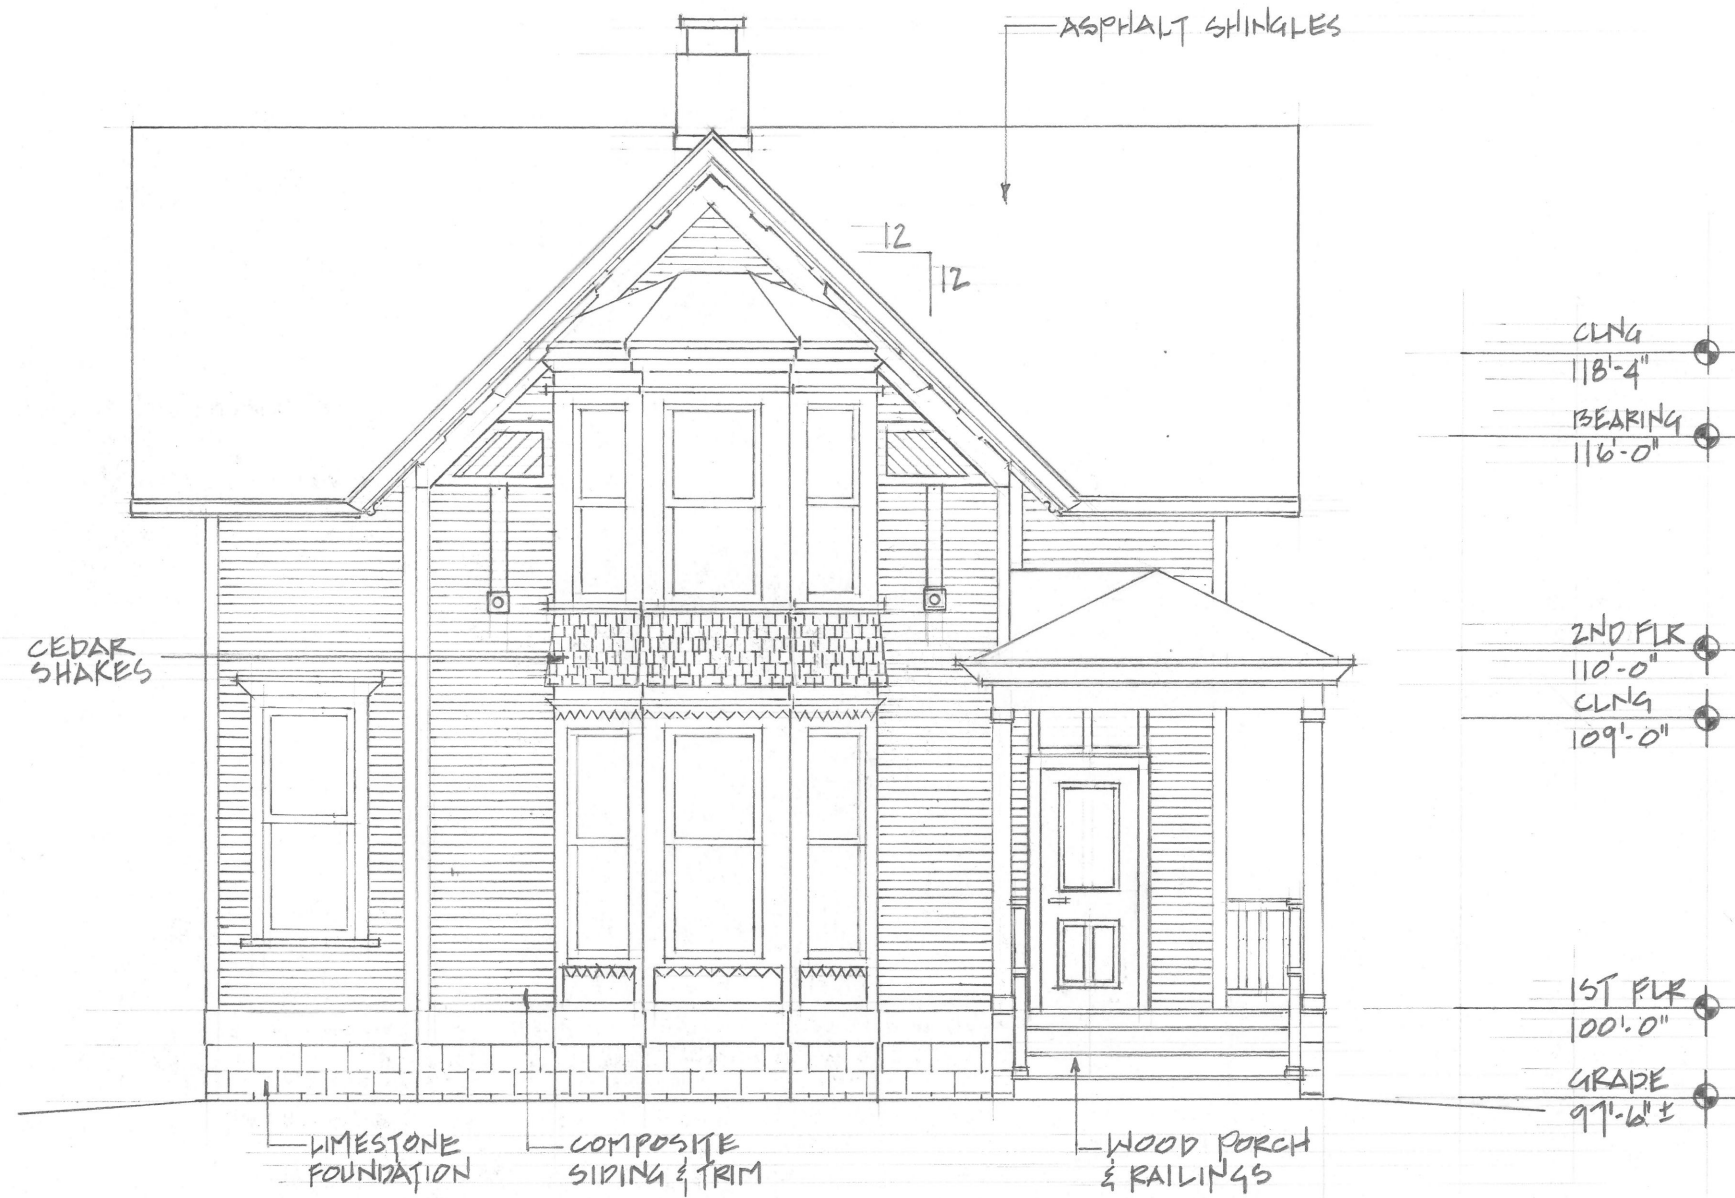 ASPHALT SHINGLES
12
12
CLNG
118'-4"
BEARING
116'-0"
CEDAR
SHAKES
2ND FLR
110'-0"
CLNG
109'-0"
1ST FLR
100'-0"
GRADE
97'-6" ±
LIMESTONE
FOUNDATION
COMPOSITE
SIDING & TRIM
WOOD PORCH
& RAILINGS